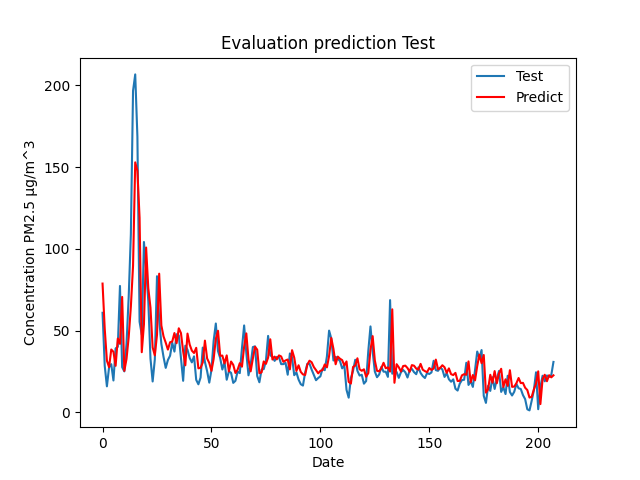 Evaluation prediction Test
Test
Predict
200
150
100
50
0
Concentration PM2.5 µg/m^3
0 50 100 150 200
Date